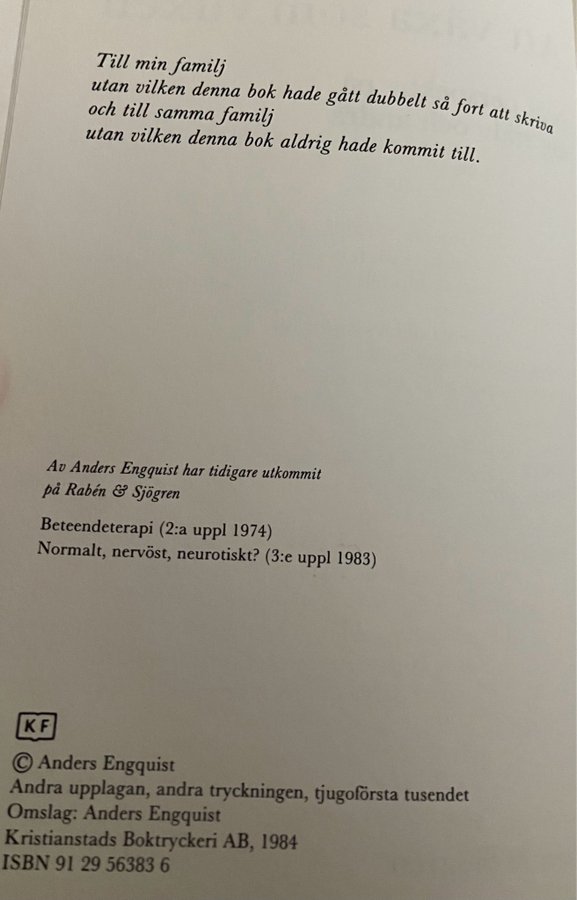 Till min familj
utan vilken denna bok hade gått dubbelt så fort att skriva
och till samma familj
utan vilken denna bok aldrig hade kommit till.
Av Anders Engquist har tidigare utkommit
på Rabén & Sjögren
Beteendeterapi (2:a uppl 1974)
Normalt, nervöst, neurotiskt? (3:e uppl 1983)
KF
© Anders Engquist
Andra upplagan, andra tryckningen, tjugoförsta tusendet
Omslag: Anders Engquist
Kristianstads Boktryckeri AB, 1984
ISBN 91 29 56383 6